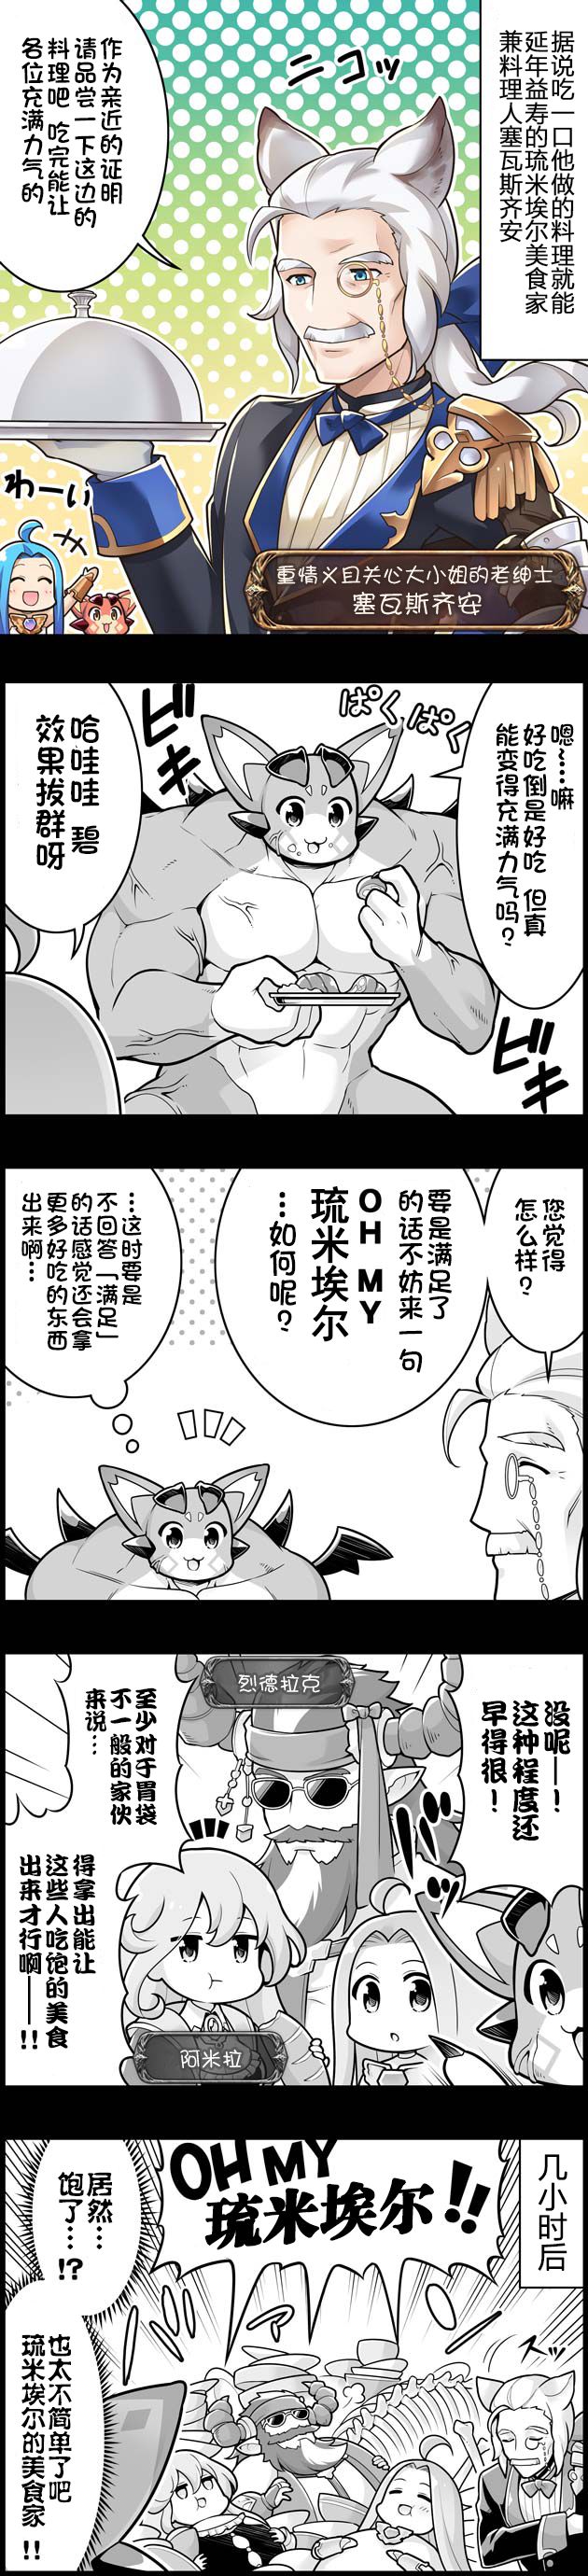 据说吃一口他做的料理就能
延年益寿的琉米埃尔美食家
兼料理人塞瓦斯齐安
ニコッ
作为亲近的证明
请品尝一下这边的
料理吧 吃完能让
各位充满力气的
わーい
重情义且关心大小姐的老绅士
塞瓦斯齐安
嗯~…嘛
好吃倒是好吃 但真
能变得充满力气吗？
ぱくぱく
ビキ
哈哇哇 碧
效果拔群呀
ビキ
您觉得
怎么样？
要是满足了
的话不妨来一句
OH MY
琉米埃尔
…如何呢？
…这时要是
不回答「满足」
的话感觉还会拿
更多好吃的东西
出来啊…
没呢——！
这种程度还
早得很！
烈德拉克
至少对于胃袋
不一般的家伙
来说…
得拿出能让
这些人吃饱的美食
出来才行啊——!!
阿米拉
几小时后
OH MY
琉米埃尔!!
居然…
饱了…!?
スッ
也太不简单了吧
琉米埃尔的美食家!!